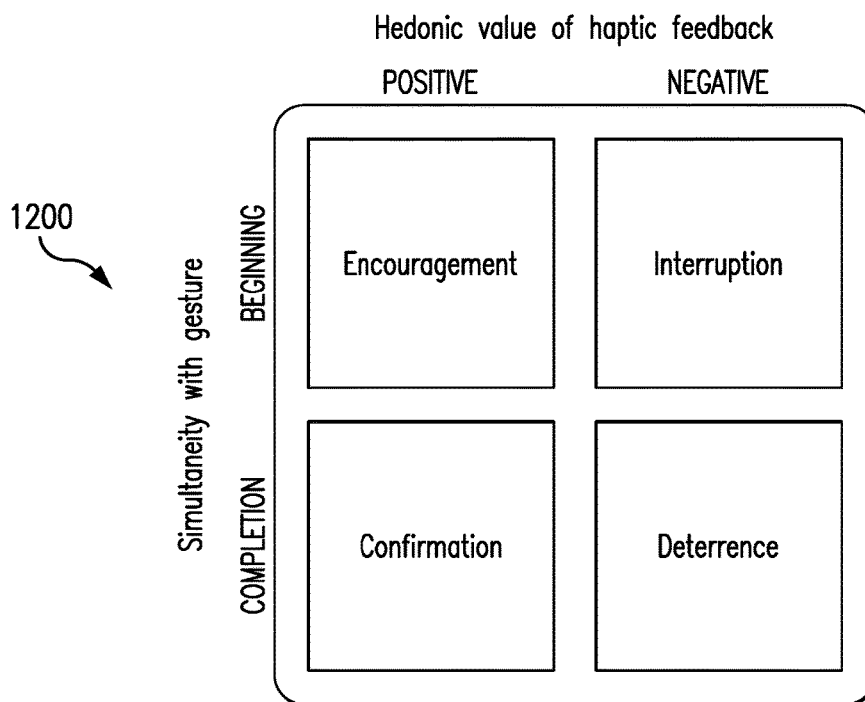 Hedonic value of haptic feedback
POSITIVE NEGATIVE
1200
Simultaneity with gesture
BEGINNING
Encouragement Interruption
COMPLETION
Confirmation Deterrence